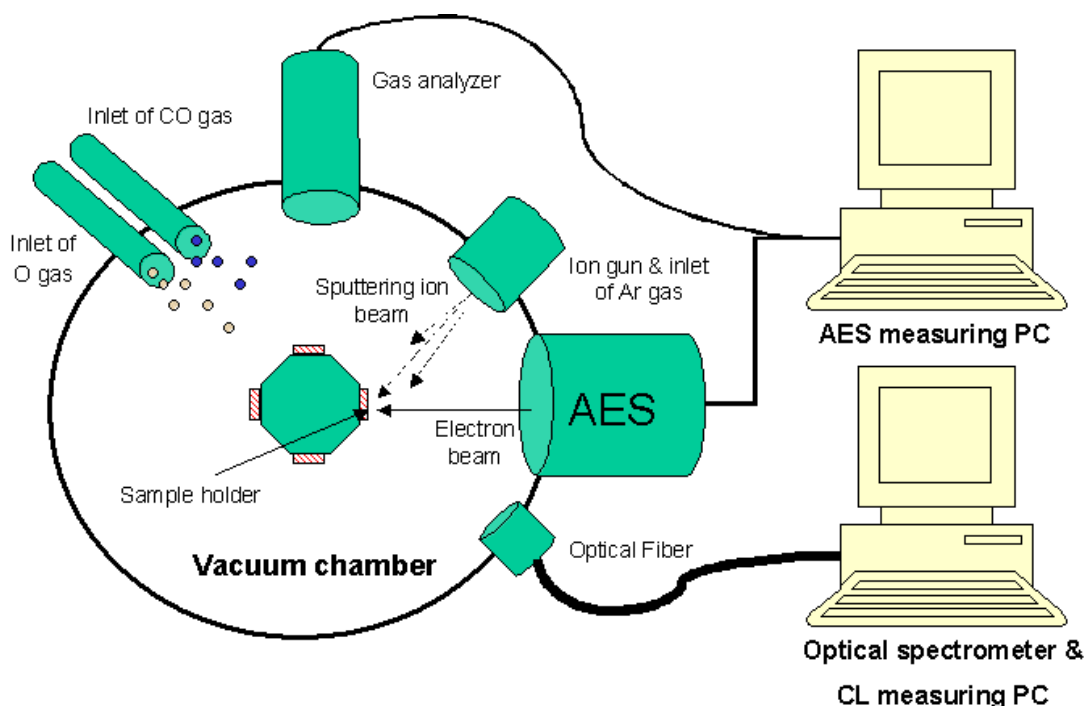 Gas analyzer
Inlet of CO gas
Inlet of
O gas
Ion gun & inlet
of Ar gas
Sputtering ion
beam
AES measuring PC
AES
Electron
beam
Sample holder
Vacuum chamber
Optical Fiber
Optical spectrometer &
CL measuring PC